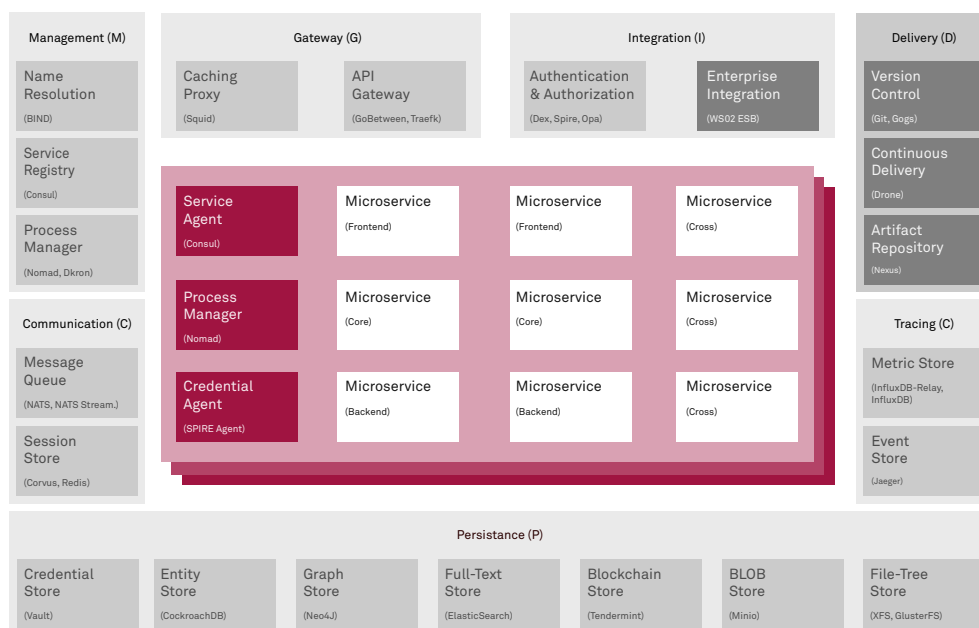 Management (M)
Name
Resolution
(BIND)
Service
Registry
(Consul)
Process
Manager
(Nomad, Dkron)
Communication (C)
Message
Queue
(NATS, NATS Stream.)
Session
Store
(Corvus, Redis)
Gateway (G)
Caching
Proxy
(Squid)
API
Gateway
(GoBetween, Traefk)
Integration (I)
Authentication
& Authorization
(Dex, Spire, Opa)
Enterprise
Integration
(WS02 ESB)
Service
Agent
(Consul)
Microservice
(Frontend)
Microservice
(Frontend)
Microservice
(Cross)
Process
Manager
(Nomad)
Microservice
(Core)
Microservice
(Core)
Microservice
(Cross)
Credential
Agent
(SPIRE Agent)
Microservice
(Backend)
Microservice
(Backend)
Microservice
(Cross)
Delivery (D)
Version
Control
(Git, Gogs)
Continuous
Delivery
(Drone)
Artifact
Repository
(Nexus)
Tracing (C)
Metric Store
(InfluxDB-Relay,
InfluxDB)
Event
Store
(Jaeger)
Persistance (P)
Credential
Store
(Vault)
Entity
Store
(CockroachDB)
Graph
Store
(Neo4J)
Full-Text
Store
(ElasticSearch)
Blockchain
Store
(Tendermint)
BLOB
Store
(Minio)
File-Tree
Store
(XFS, GlusterFS)